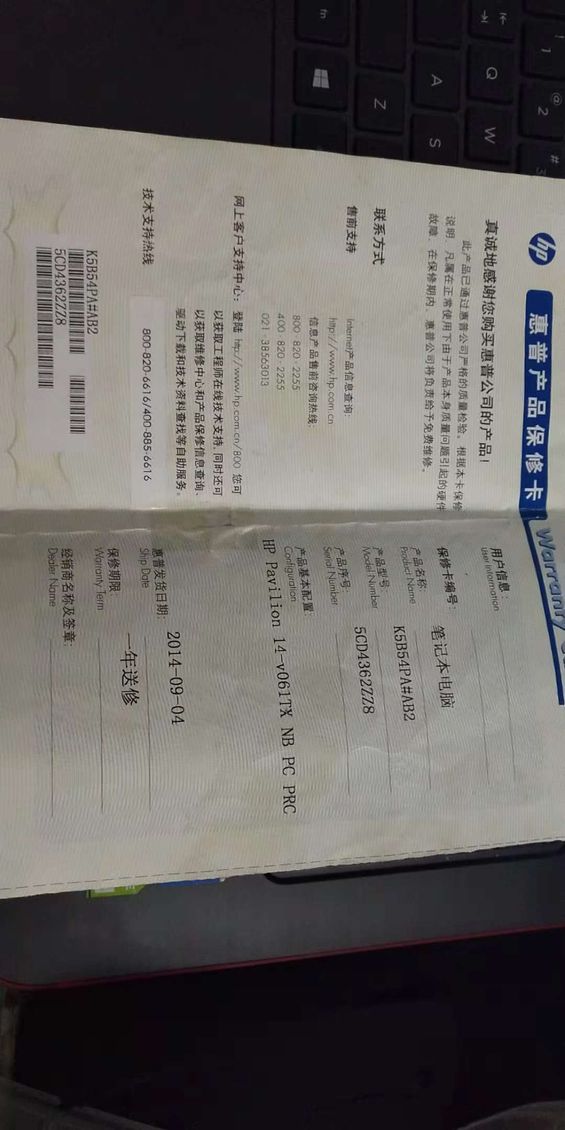 fn
1
@ 2
# 3
Q
W
A
S
Z
hp
惠普产品保修卡
Warranty
真诚地感谢您购买惠普公司的产品！
此产品已通过惠普公司严格的质量检验。根据本卡保修
说明，凡属在正常使用下由于产品本身质量问题引起的硬件
故障，在保修期内，惠普公司将负责给予免费维修。
联系方式
售前支持
Internet产品信息查询:
http://www.hp.com.cn
信息产品售前咨询热线:
800-820-2255
400-820-2255
021-38563013
网上客户支持中心: 登陆 http://www.hp.com.cn/800 您可
以获取工程师在线技术支持,同时还可
以获取维修中心和产品保修信息查询、
驱动下载和技术资料查找等自助服务。
技术支持热线
800-820-6616/400-885-6616
K5B54PA#AB2
5CD4362ZZ8
用户信息:
User Information
保修卡编号:
产品名称: 笔记本电脑
Product Name
产品型号: K5B54PA#AB2
Model Number
产品序号: 5CD4362ZZ8
Serial Number
产品基本配置:
Configuration
HP Pavilion 14-v061TX NB PC PRC
惠普发货日期: 2014-09-04
Ship Date
保修期限: 一年送修
Warranty Term
经销商名称及签章:
Dealer Name